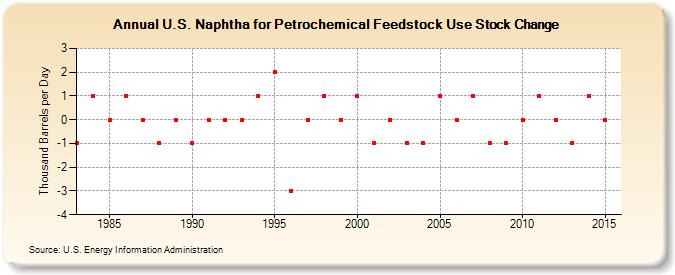 Annual U.S. Naphtha for Petrochemical Feedstock Use Stock Change
Thousand Barrels per Day
3
2
1
0
-1
-2
-3
-4
1985 1990 1995 2000 2005 2010 2015
Source: U.S. Energy Information Administration